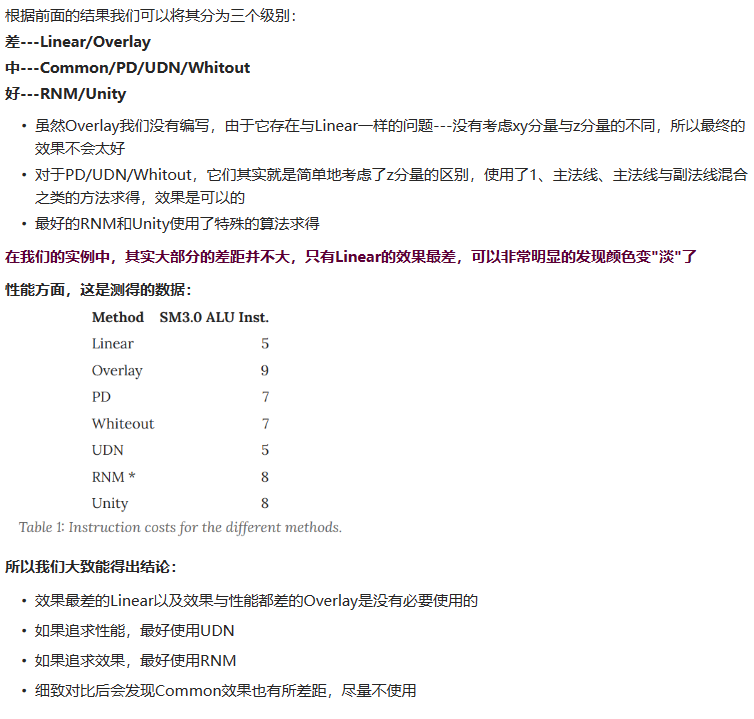 根据前面的结果我们可以将其分为三个级别：
差---Linear/Overlay
中---Common/PD/UDN/Whitout
好---RNM/Unity
• 虽然Overlay我们没有编写，由于它存在与Linear一样的问题---没有考虑xy分量与z分量的不同，所以最终的
效果不会太好
• 对于PD/UDN/Whitout，它们其实就是简单地考虑了z分量的区别，使用了1、主法线、主法线与副法线混合
之类的方法求得，效果是可以的
• 最好的RNM和Unity使用了特殊的算法求得
在我们的实例中，其实大部分的差距并不大，只有Linear的效果最差，可以非常明显的发现颜色变"淡"了
性能方面，这是测得的数据：
Method SM3.0 ALU Inst.
Linear 5
Overlay 9
PD 7
Whiteout 7
UDN 5
RNM * 8
Unity 8
Table 1: Instruction costs for the different methods.
所以我们大致能得出结论：
• 效果最差的Linear以及效果与性能都差的Overlay是没有必要使用的
• 如果追求性能，最好使用UDN
• 如果追求效果，最好使用RNM
• 细致对比后会发现Common效果也有所差距，尽量不使用